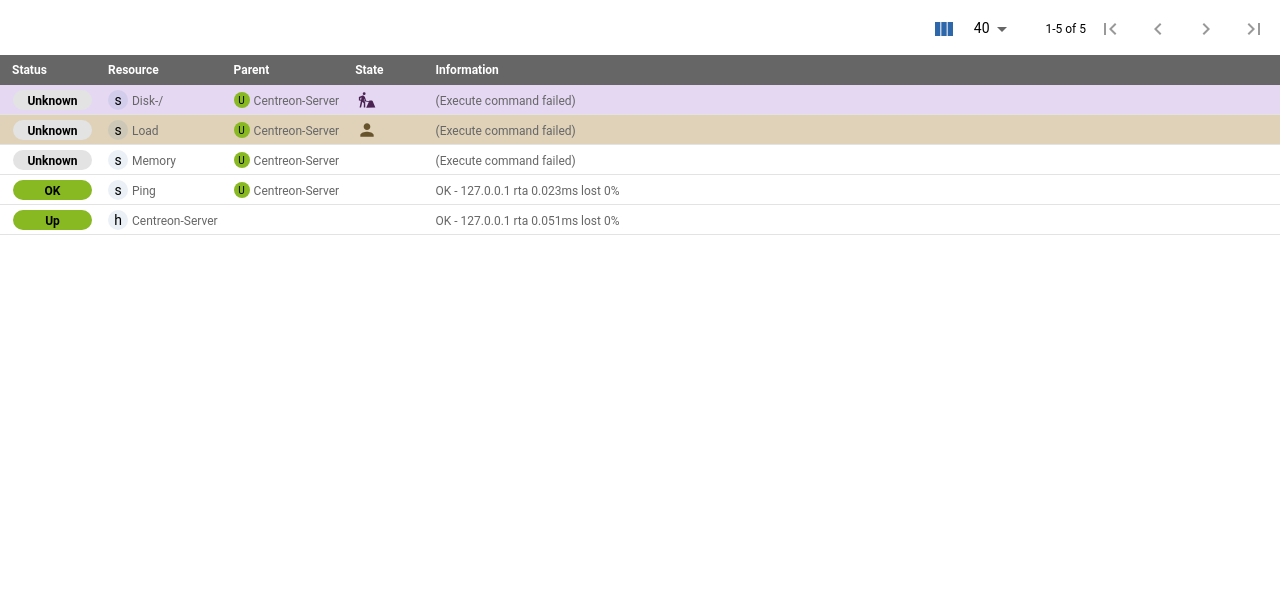 40 1-5 of 5
Status Resource Parent State Information
Unknown s Disk-/ U Centreon-Server (Execute command failed)
Unknown s Load U Centreon-Server (Execute command failed)
Unknown s Memory U Centreon-Server (Execute command failed)
OK s Ping U Centreon-Server OK - 127.0.0.1 rta 0.023ms lost 0%
Up h Centreon-Server OK - 127.0.0.1 rta 0.051ms lost 0%